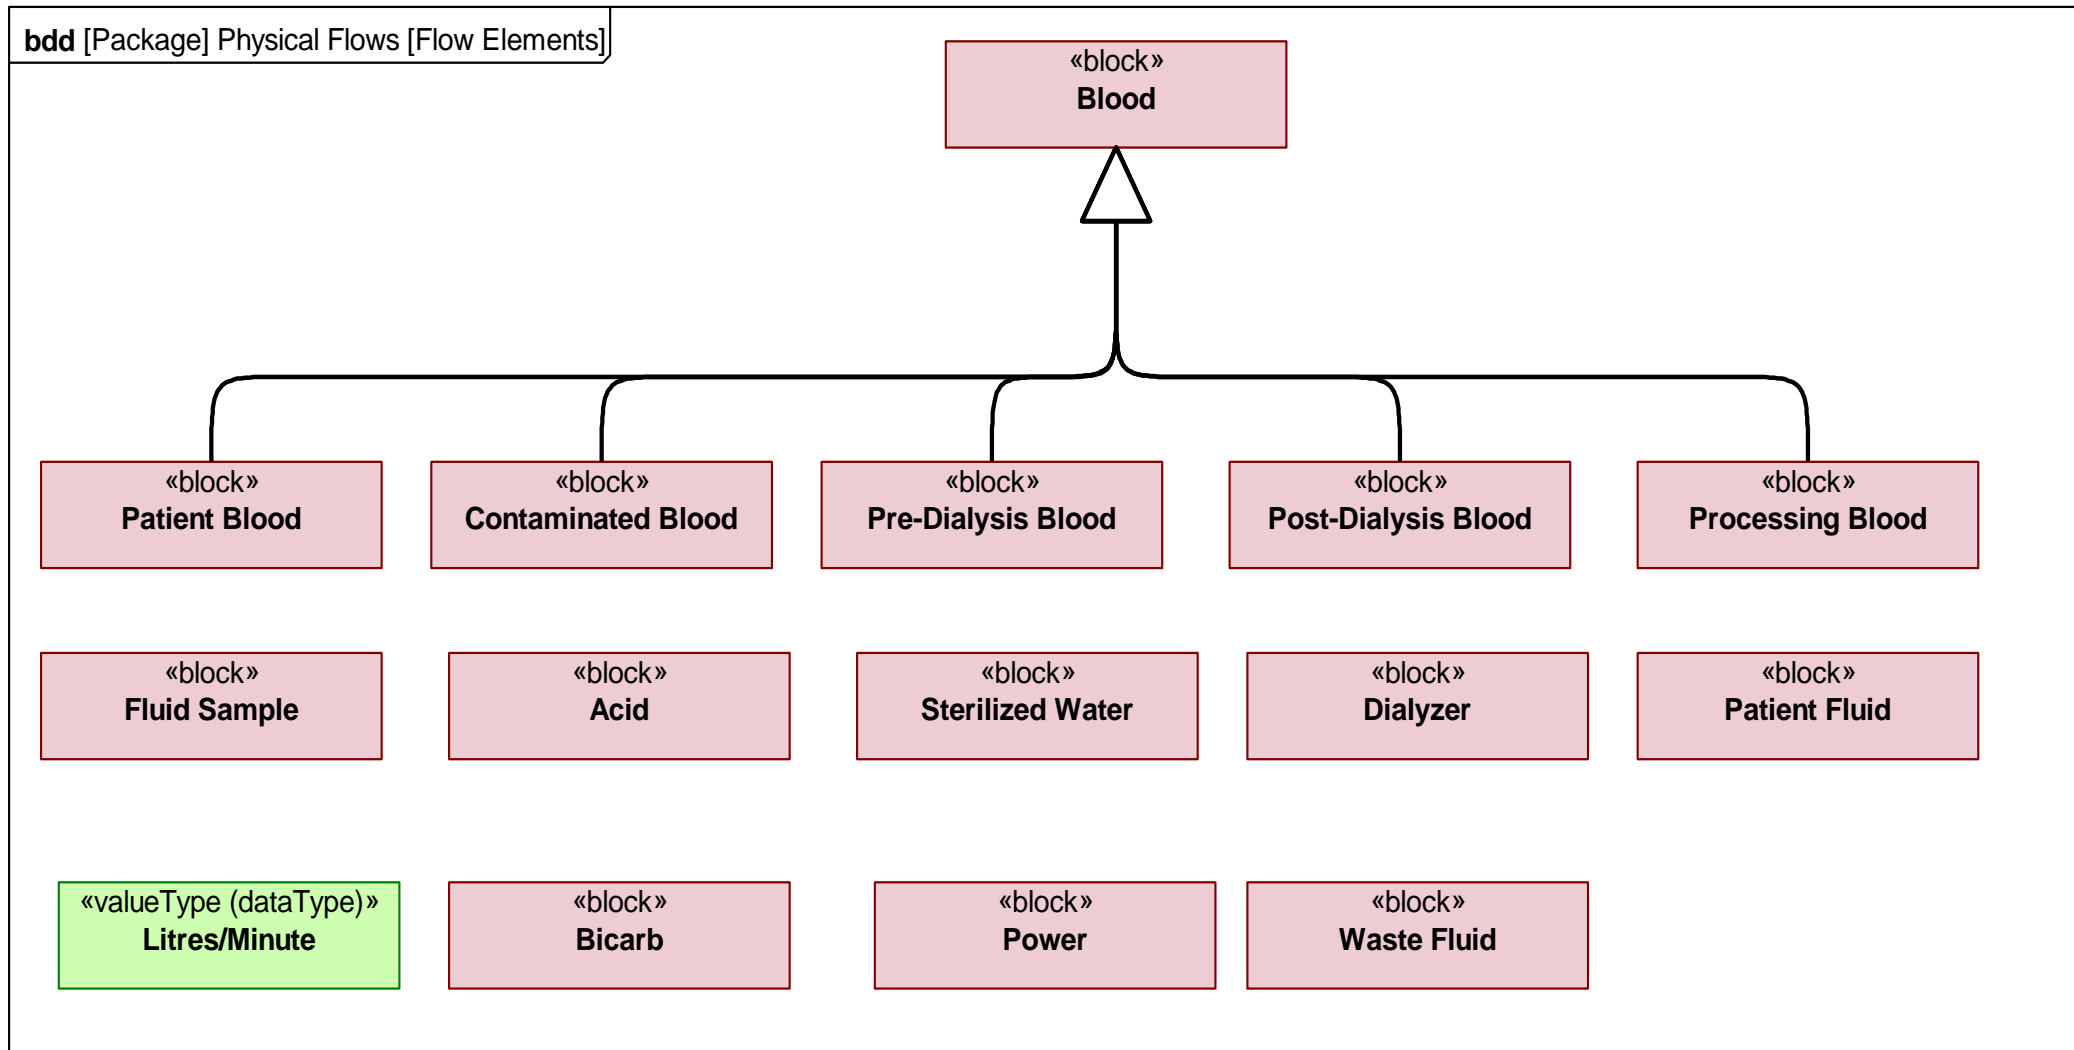 bdd [Package] Physical Flows [Flow Elements]
«block»
Blood
«block»
Patient Blood
«block»
Contaminated Blood
«block»
Pre-Dialysis Blood
«block»
Post-Dialysis Blood
«block»
Processing Blood
«block»
Fluid Sample
«block»
Acid
«block»
Sterilized Water
«block»
Dialyzer
«block»
Patient Fluid
«valueType (dataType)»
Litres/Minute
«block»
Bicarb
«block»
Power
«block»
Waste Fluid